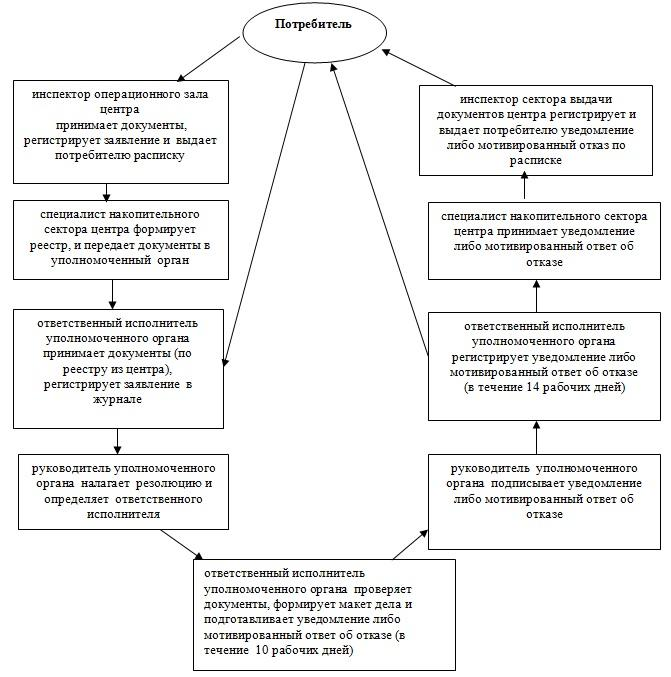 Потребитель
инспектор операционного зала
центра
принимает документы,
регистрирует заявление и выдает
потребителю расписку
специалист накопительного
сектора центра формирует
реестр, и передает документы в
уполномоченный орган
ответственный исполнитель
уполномоченного органа
принимает документы (по
реестру из центра),
регистрирует заявление в
журнале
руководитель уполномоченного
органа налагает резолюцию и
определяет ответственного
исполнителя
ответственный исполнитель
уполномоченного органа проверяет
документы, формирует макет дела и
подготавливает уведомление либо
мотивированный ответ об отказе (в
течение 10 рабочих дней)
руководитель уполномоченного
органа подписывает уведомление
либо мотивированный ответ об
отказе
ответственный исполнитель
уполномоченного органа
регистрирует уведомление либо
мотивированный ответ об отказе
(в течение 14 рабочих дней)
специалист накопительного сектора
центра принимает уведомление
либо мотивированный ответ об
отказе
инспектор сектора выдачи
документов центра регистрирует и
выдает потребителю уведомление
либо мотивированный отказ по
расписке